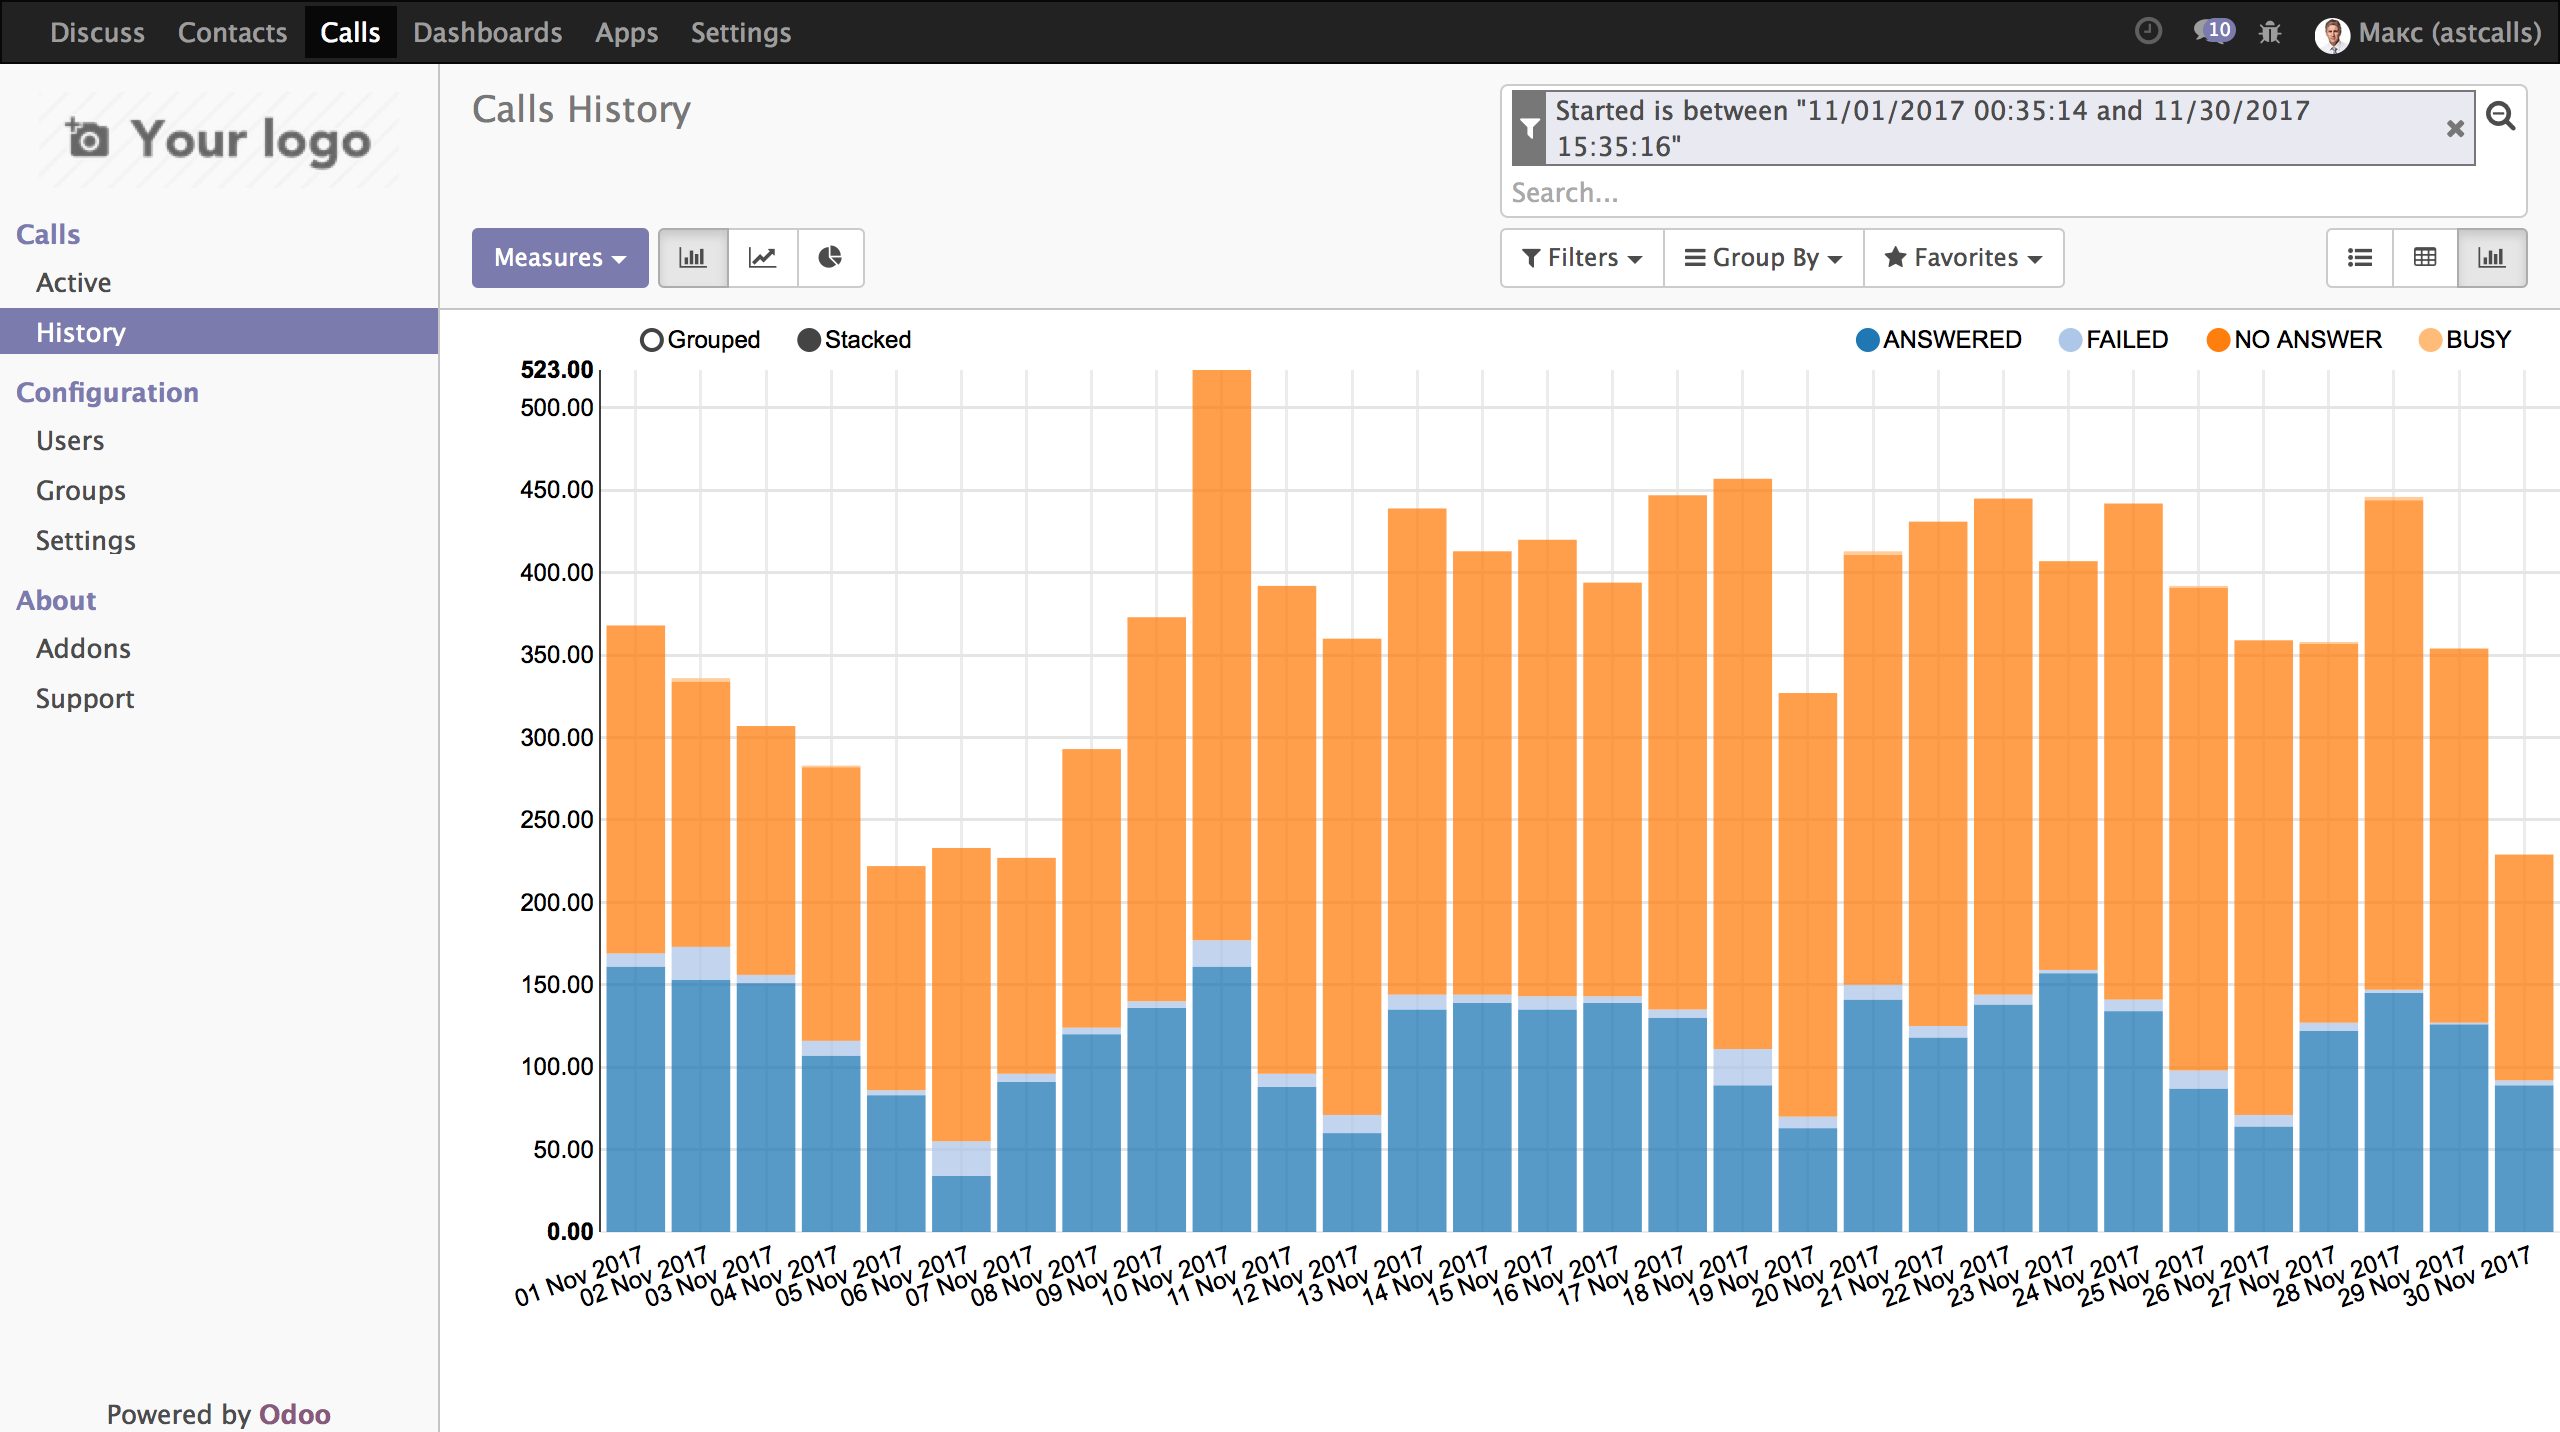 Discuss Contacts Calls Dashboards Apps Settings 10 Макс (astcalls)
Your logo
Calls
Active
History
Configuration
Users
Groups
Settings
About
Addons
Support
Powered by Odoo
Calls History
Started is between "11/01/2017 00:35:14 and 11/30/2017
15:35:16"
Search...
Measures
Filters Group By Favorites
Grouped Stacked ANSWERED FAILED NO ANSWER BUSY
523.00
500.00
450.00
400.00
350.00
300.00
250.00
200.00
150.00
100.00
50.00
0.00
01 Nov 2017
02 Nov 2017
03 Nov 2017
04 Nov 2017
05 Nov 2017
06 Nov 2017
07 Nov 2017
08 Nov 2017
09 Nov 2017
10 Nov 2017
11 Nov 2017
12 Nov 2017
13 Nov 2017
14 Nov 2017
15 Nov 2017
16 Nov 2017
17 Nov 2017
18 Nov 2017
19 Nov 2017
20 Nov 2017
21 Nov 2017
22 Nov 2017
23 Nov 2017
24 Nov 2017
25 Nov 2017
26 Nov 2017
27 Nov 2017
28 Nov 2017
29 Nov 2017
30 Nov 2017